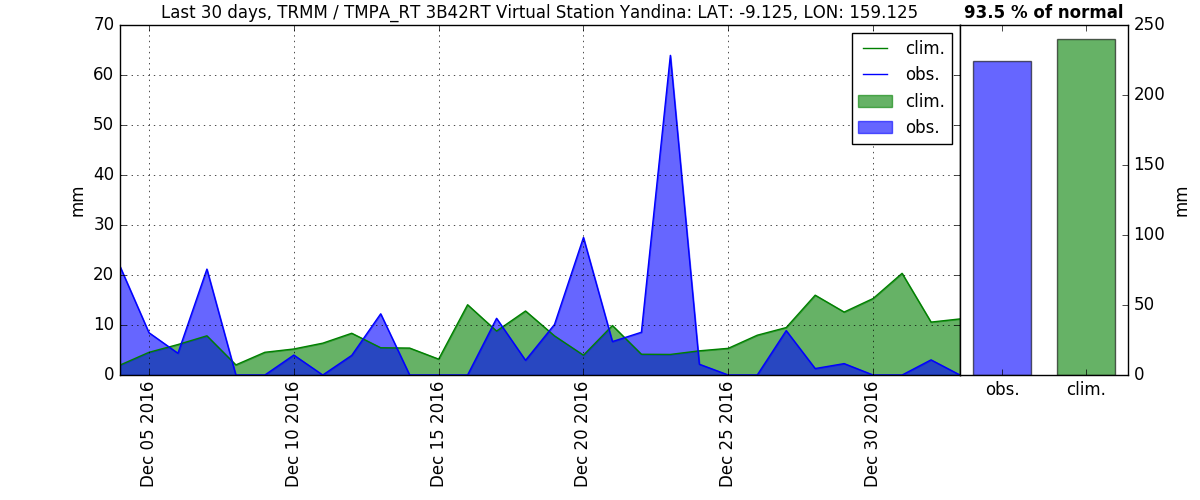 Last 30 days, TRMM / TMPA_RT 3B42RT Virtual Station Yandina: LAT: -9.125, LON: 159.125
93.5 % of normal
70
60
50
40
30
20
10
0
mm
clim.
obs.
clim.
obs.
Dec 05 2016
Dec 10 2016
Dec 15 2016
Dec 20 2016
Dec 25 2016
Dec 30 2016
250
200
150
100
50
0
mm
obs.
clim.